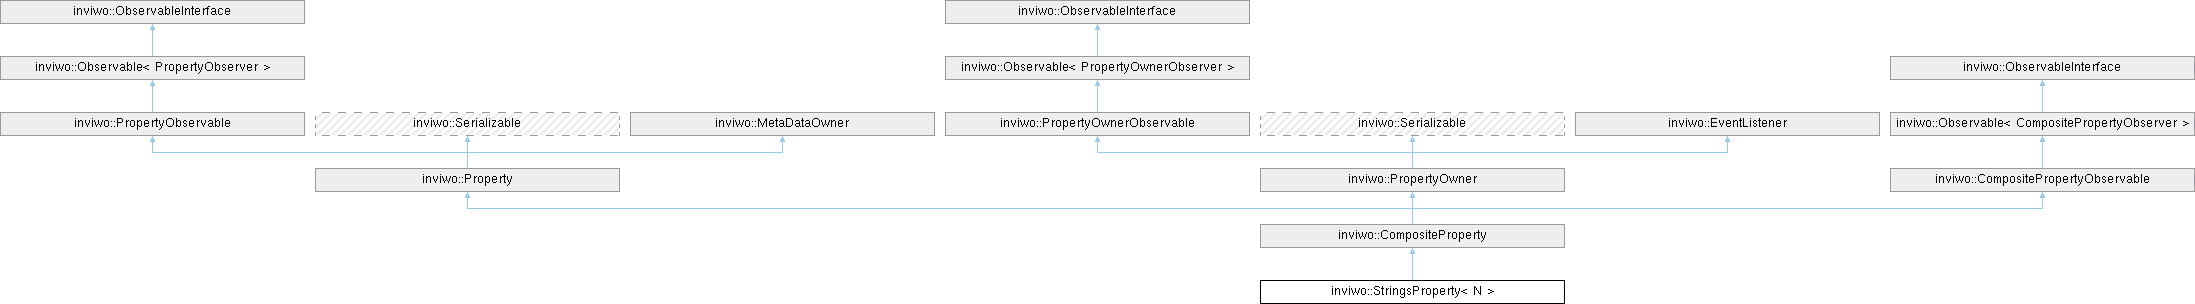 inviwo::ObservableInterface
inviwo::ObservableInterface
inviwo::Observable< PropertyObserver >
inviwo::Observable< PropertyOwnerObserver >
inviwo::ObservableInterface
inviwo::PropertyObservable
inviwo::Serializable
inviwo::MetaDataOwner
inviwo::PropertyOwnerObservable
inviwo::Serializable
inviwo::EventListener
inviwo::Observable< CompositePropertyObserver >
inviwo::Property
inviwo::PropertyOwner
inviwo::CompositePropertyObservable
inviwo::CompositeProperty
inviwo::StringsProperty< N >